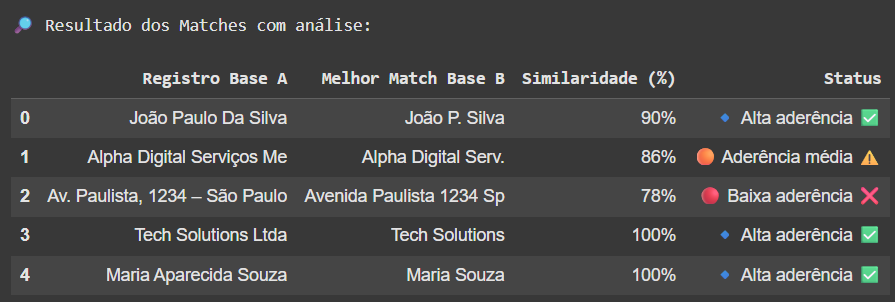 🔎 Resultado dos Matches com análise:
Registro Base A Melhor Match Base B Similaridade (%) Status
0 João Paulo Da Silva João P. Silva 90% 🔹 Alta aderência ✅
1 Alpha Digital Serviços Me Alpha Digital Serv. 86% 🟠 Aderência média ⚠️
2 Av. Paulista, 1234 – São Paulo Avenida Paulista 1234 Sp 78% 🔴 Baixa aderência ❌
3 Tech Solutions Ltda Tech Solutions 100% 🔹 Alta aderência ✅
4 Maria Aparecida Souza Maria Souza 100% 🔹 Alta aderência ✅